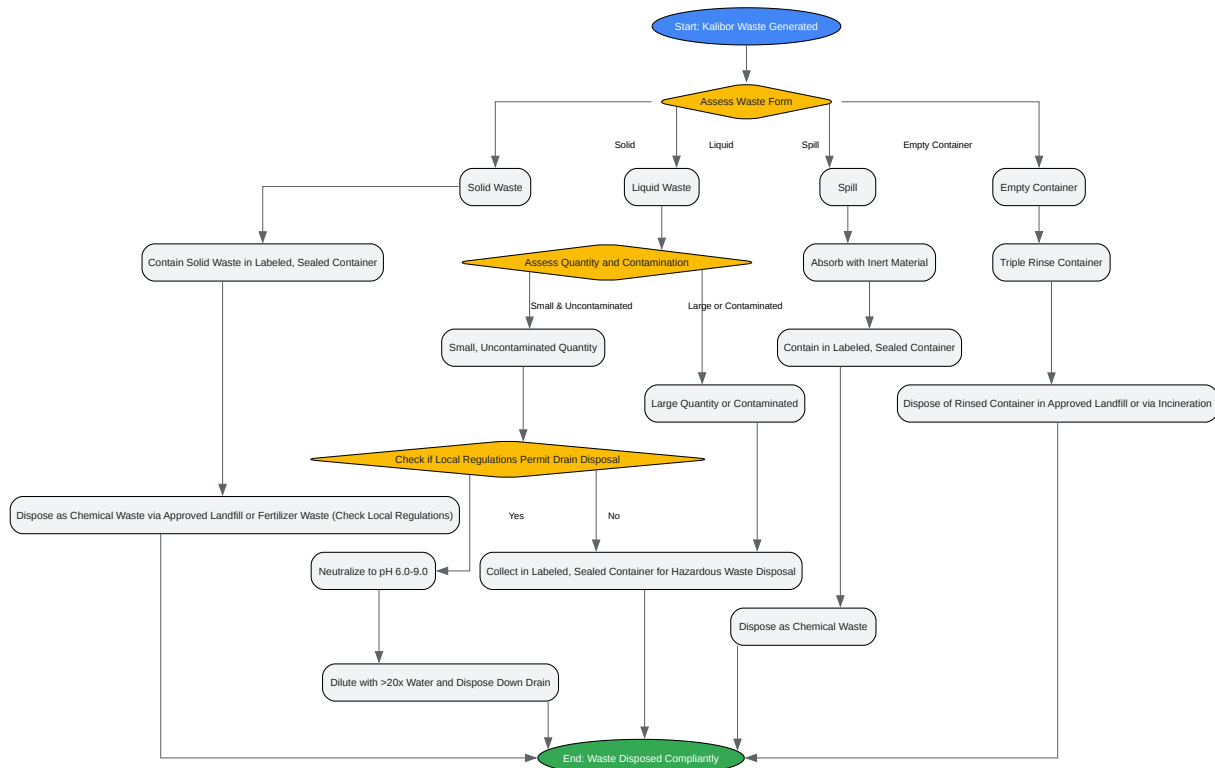 Start: Kalibor Waste Generated
Assess Waste Form
Solid
Liquid
Spill
Empty Container
Solid Waste
Liquid Waste
Spill
Empty Container
Contain Solid Waste in Labeled, Sealed Container
Assess Quantity and Contamination
Absorb with Inert Material
Triple Rinse Container
Small & Uncontaminated
Large or Contaminated
Small, Uncontaminated Quantity
Contain in Labeled, Sealed Container
Large Quantity or Contaminated
Dispose of Rinsed Container in Approved Landfill or via Incineration
Check if Local Regulations Permit Drain Disposal
Dispose as Chemical Waste via Approved Landfill or Fertilizer Waste (Check Local Regulations)
Yes
No
Neutralize to pH 6.0-9.0
Collect in Labeled, Sealed Container for Hazardous Waste Disposal
Dispose as Chemical Waste
Dilute with >20x Water and Dispose Down Drain
End: Waste Disposed Compliantly